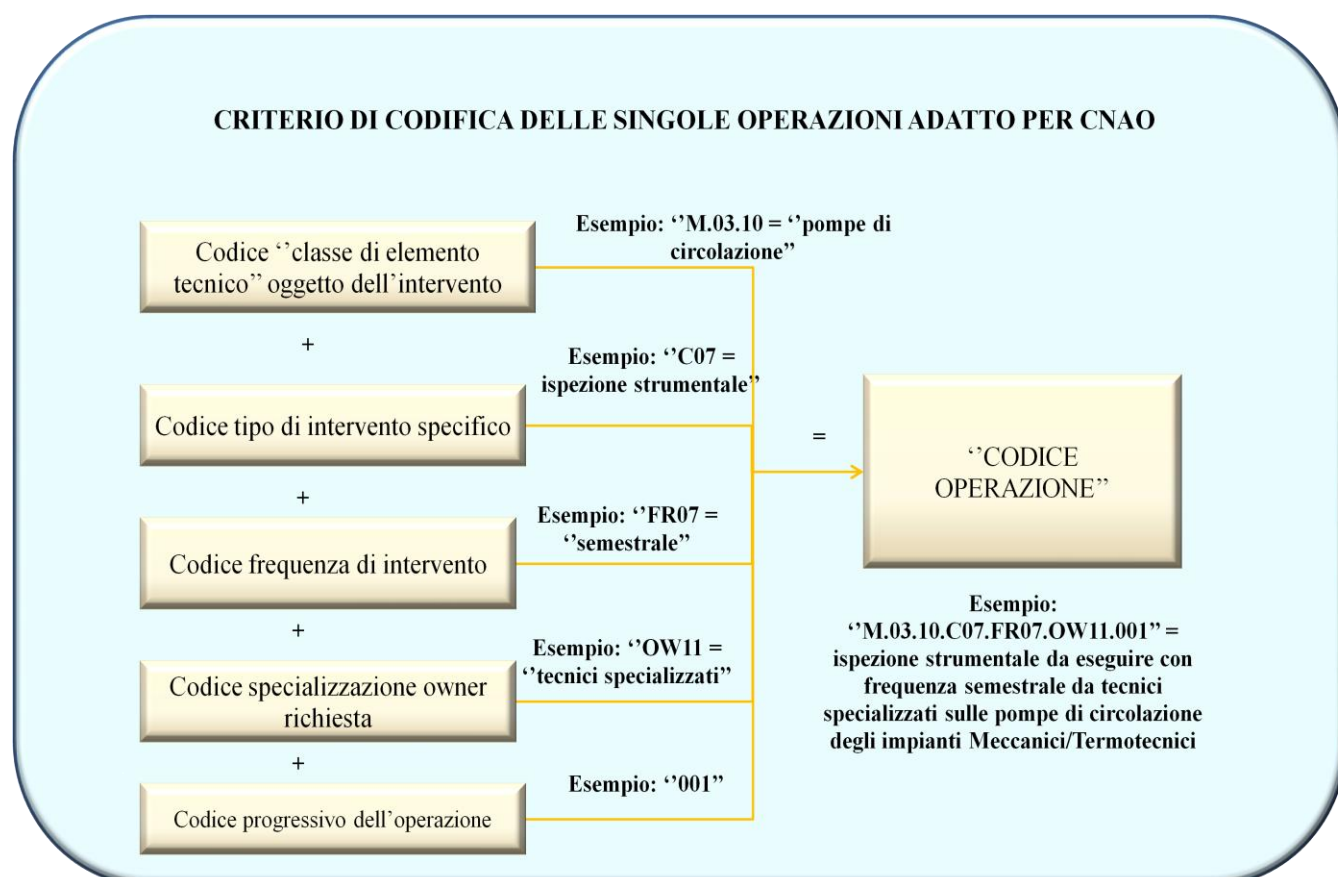 CRITERIO DI CODIFICA DELLE SINGOLE OPERAZIONI ADATTO PER CNAO
Codice ‘’classe di elemento
tecnico’’ oggetto dell’intervento
Esempio: ‘’M.03.10 = ‘’pompe di
circolazione’’
+
Codice tipo di intervento specifico
Esempio: ‘’C07 =
ispezione strumentale’’
+
Codice frequenza di intervento
Esempio: ‘’FR07 =
‘’semestrale’’
+
Codice specializzazione owner
richiesta
Esempio: ‘’OW11 =
‘’tecnici specializzati’’
+
Codice progressivo dell’operazione
Esempio: ‘’001’’
=
‘’CODICE
OPERAZIONE’’
Esempio:
‘’M.03.10.C07.FR07.OW11.001’’ =
ispezione strumentale da eseguire con
frequenza semestrale da tecnici
specializzati sulle pompe di circolazione
degli impianti Meccanici/Termotecnici